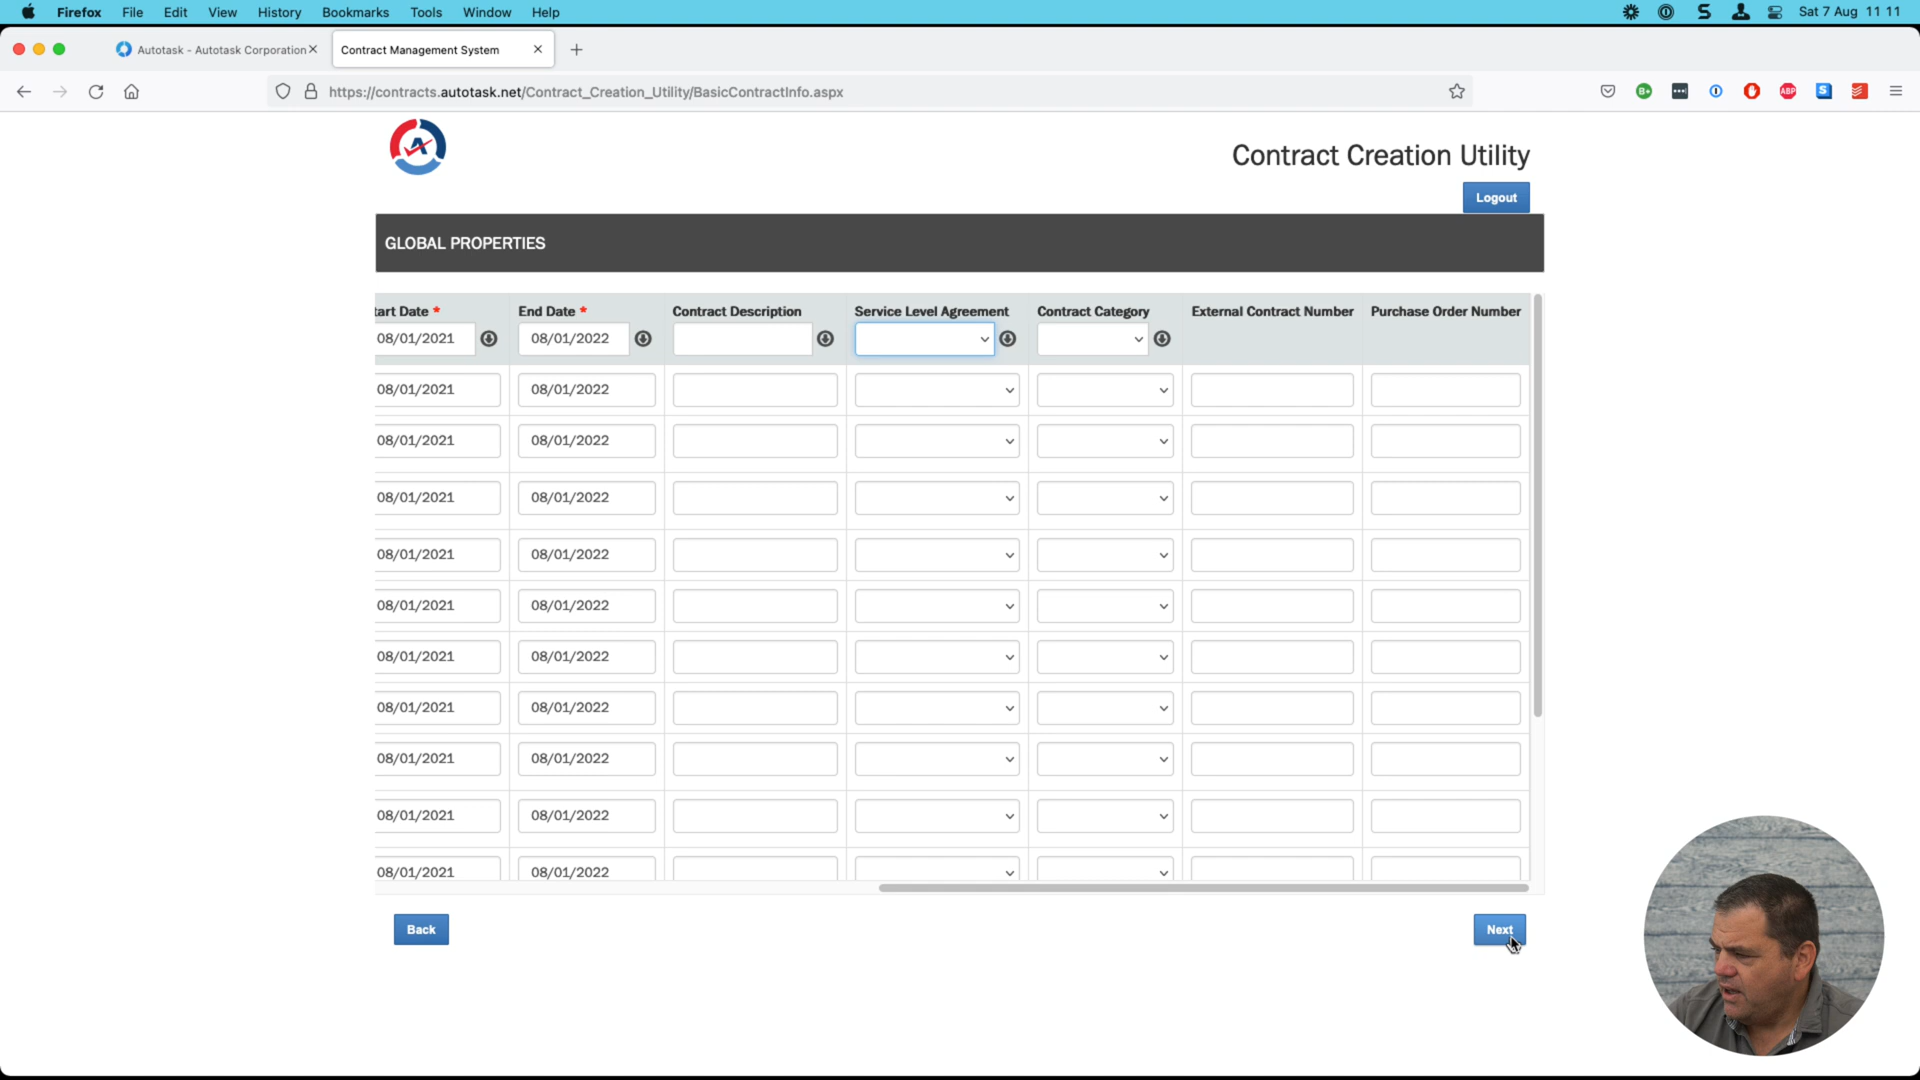 Firefox File Edit View History Bookmarks Tools Window Help
Sat 7 Aug 11 11
Autotask - Autotask Corporation
Contract Management System
https://contracts.autotask.net/Contract_Creation_Utility/BasicContractInfo.aspx
B+
ABP
S
A
Contract Creation Utility
Logout
GLOBAL PROPERTIES
tart Date * End Date * Contract Description Service Level Agreement Contract Category External Contract Number Purchase Order Number
08/01/2021 08/01/2022
08/01/2021 08/01/2022
08/01/2021 08/01/2022
08/01/2021 08/01/2022
08/01/2021 08/01/2022
08/01/2021 08/01/2022
08/01/2021 08/01/2022
08/01/2021 08/01/2022
08/01/2021 08/01/2022
08/01/2021 08/01/2022
08/01/2021 08/01/2022
Back Next